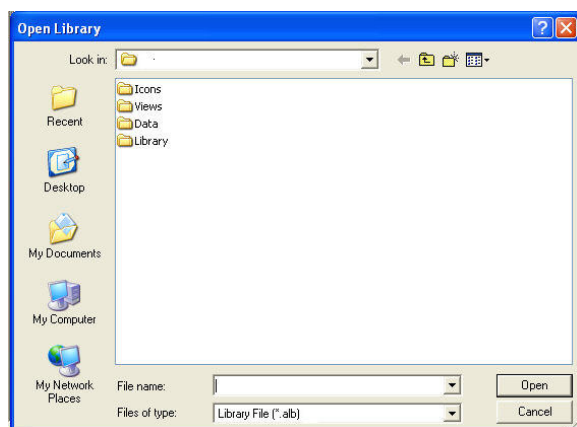 Open Library
Look in:
Icons
Views
Data
Library
Recent
Desktop
My Documents
My Computer
My Network
Places
File name:
Open
Files of type:
Library File (*.alb)
Cancel